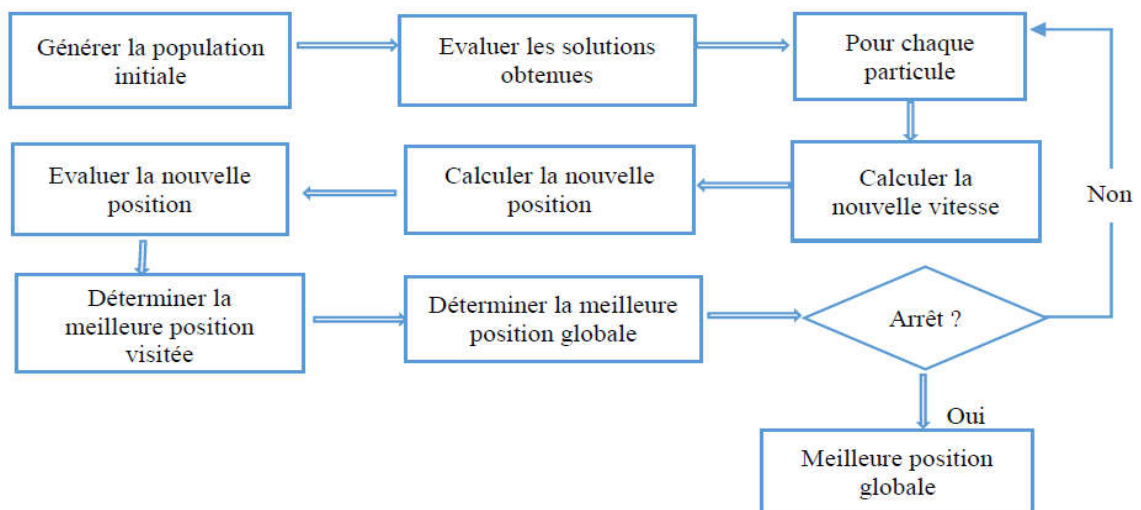 Générer la population
initiale
Evaluer les solutions
obtenues
Pour chaque
particule
Evaluer la nouvelle
position
Calculer la nouvelle
position
Calculer la
nouvelle vitesse
Non
Déterminer la
meilleure position
visitée
Déterminer la meilleure
position globale
Arrêt ?
Oui
Meilleure position
globale